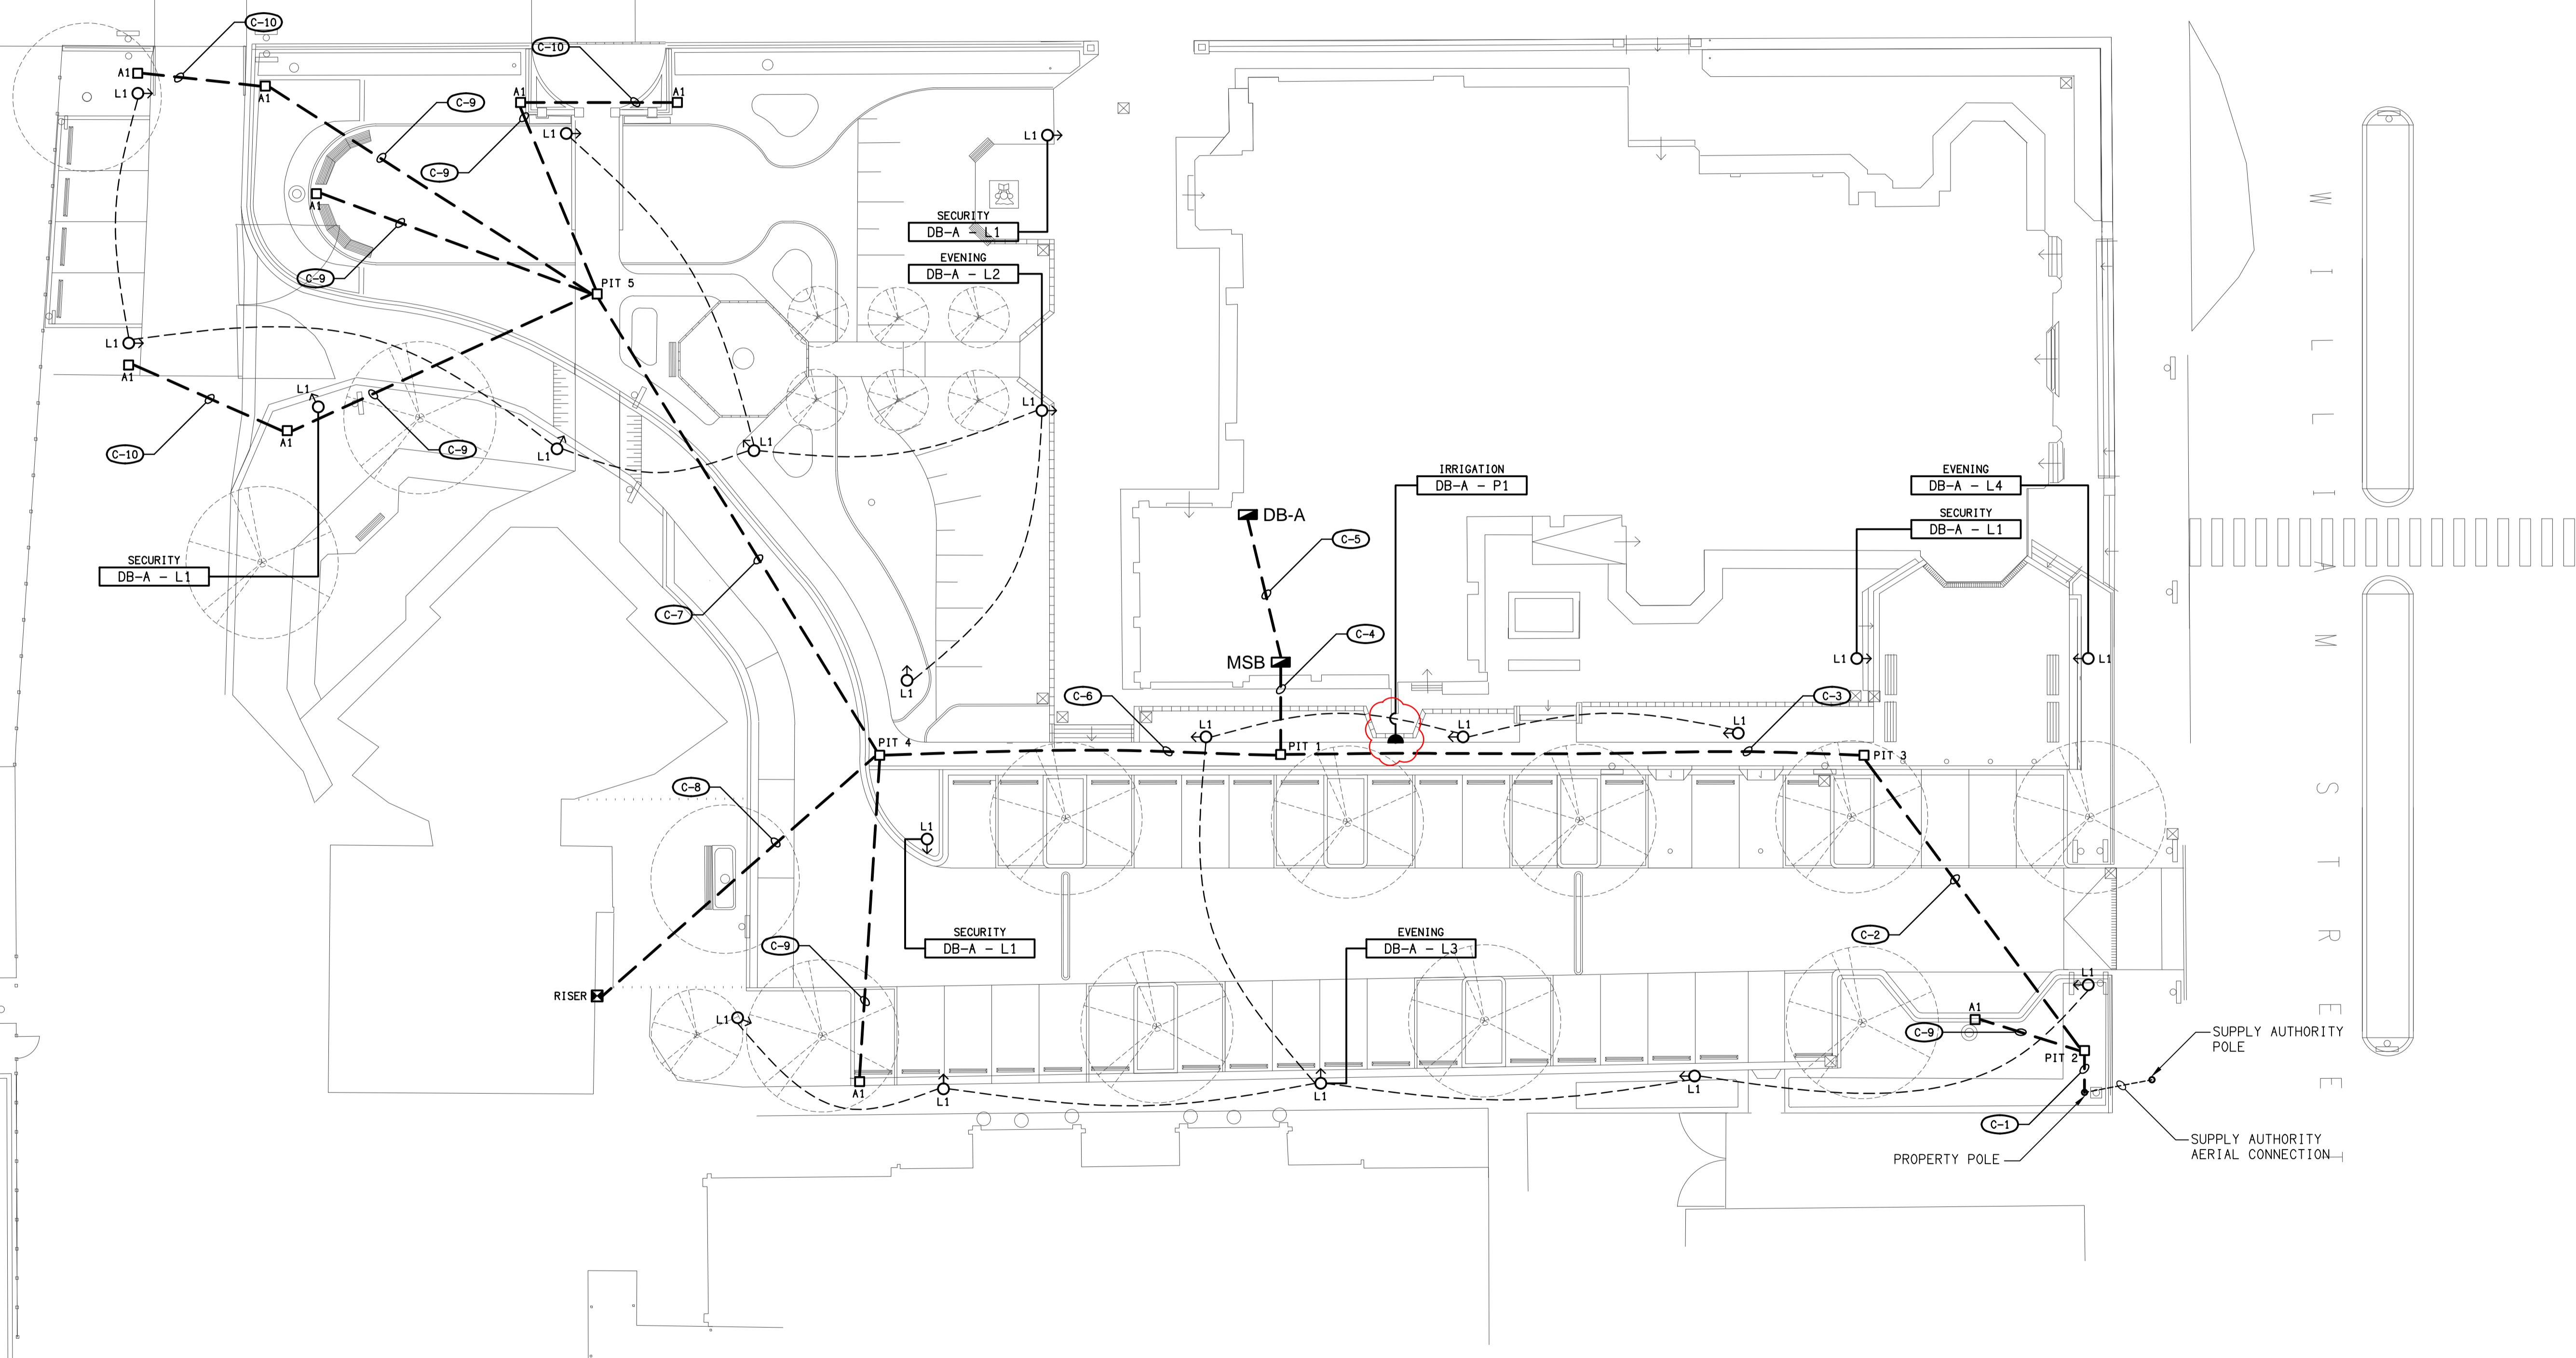 C-10
C-10
A1
L1
A1
C-9
A1
A1
L1
L1
C-9
A1
SECURITY
DB-A - L1
EVENING
DB-A - L2
C-9
PIT 5
L1
A1
L1
L1
A1
C-10
C-9
L1
L1
IRRIGATION
DB-A - P1
EVENING
DB-A - L4
SECURITY
DB-A - L1
DB-A
C-5
SECURITY
DB-A - L1
C-7
C-4
MSB
L1
L1
L1
C-6
C-3
L1
L1
L1
PIT 4
PIT 1
PIT 3
C-8
L1
C-9
SECURITY
DB-A - L1
EVENING
DB-A - L3
C-2
L1
RISER
L1
A1
C-9
SUPPLY AUTHORITY
POLE
PIT 2
A1
L1
L1
L1
C-1
SUPPLY AUTHORITY
AERIAL CONNECTION
PROPERTY POLE
WILLIAM STREET